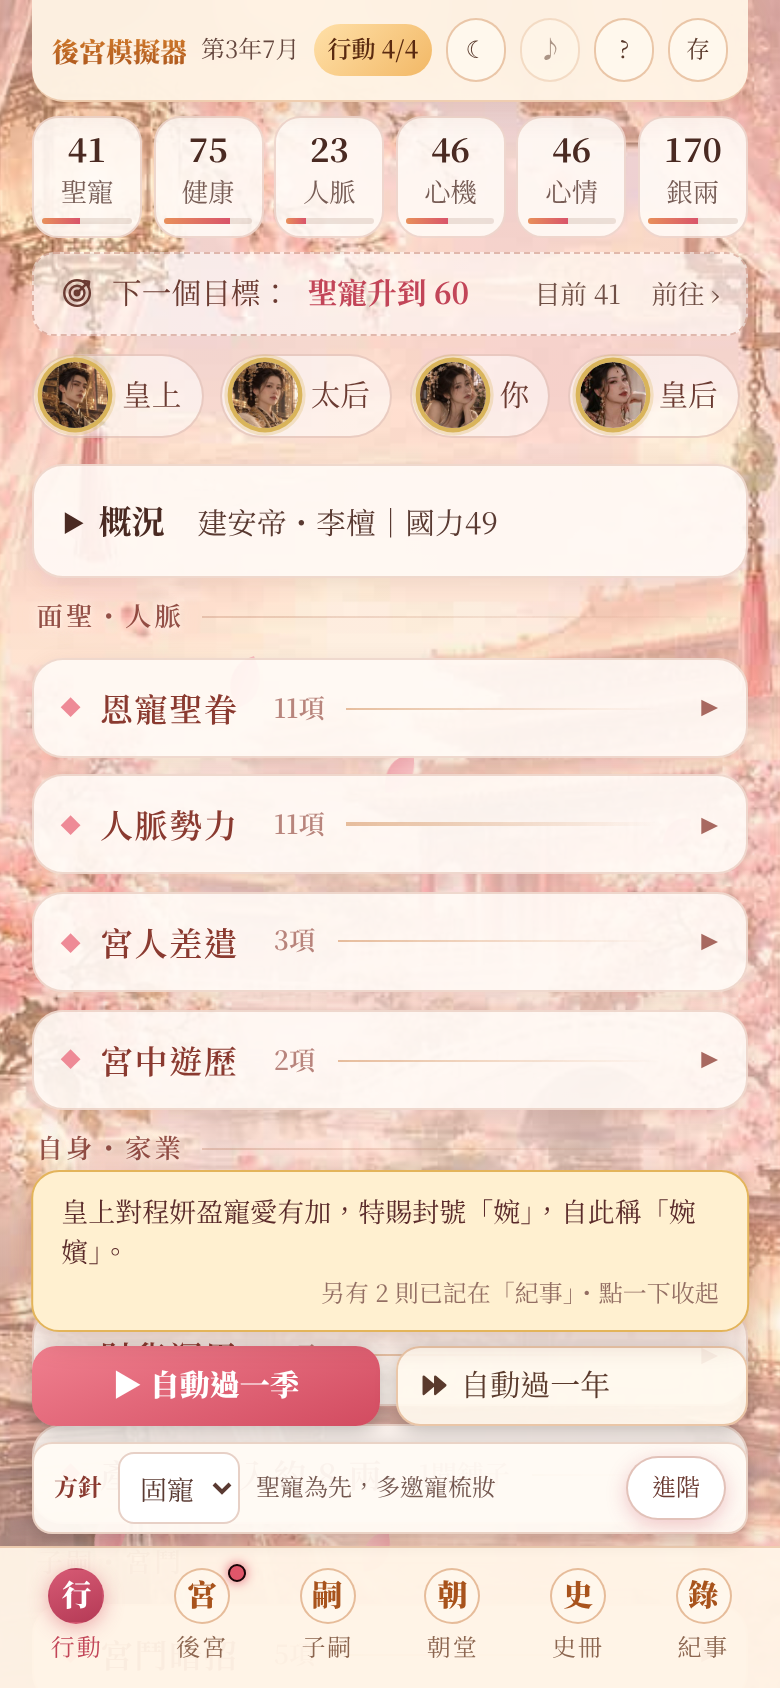 後宮模擬器 第3年7月 行動 4/4 ☾ ♪ ? 存
41 75 23 46 46 170
聖寵 健康 人脈 心機 心情 銀兩
下一個目標： 聖寵升到 60 目前 41 前往 ›
皇上 太后 你 皇后
▶ 概況 建安帝・李檀｜國力49
面聖・人脈
恩寵聖眷 11項
人脈勢力 11項
宮人差遣 3項
宮中遊歷 2項
自身・家業
皇上對程妍盈寵愛有加，特賜封號「婉」，自此稱「婉
嬪」。
另有 2 則已記在「紀事」・點一下收起
▶ 自動過一季 自動過一年
方針 固寵 聖寵為先，多邀寵梳妝 進階
行 宮 嗣 朝 史 錄
行動 後宮 子嗣 朝堂 史冊 紀事